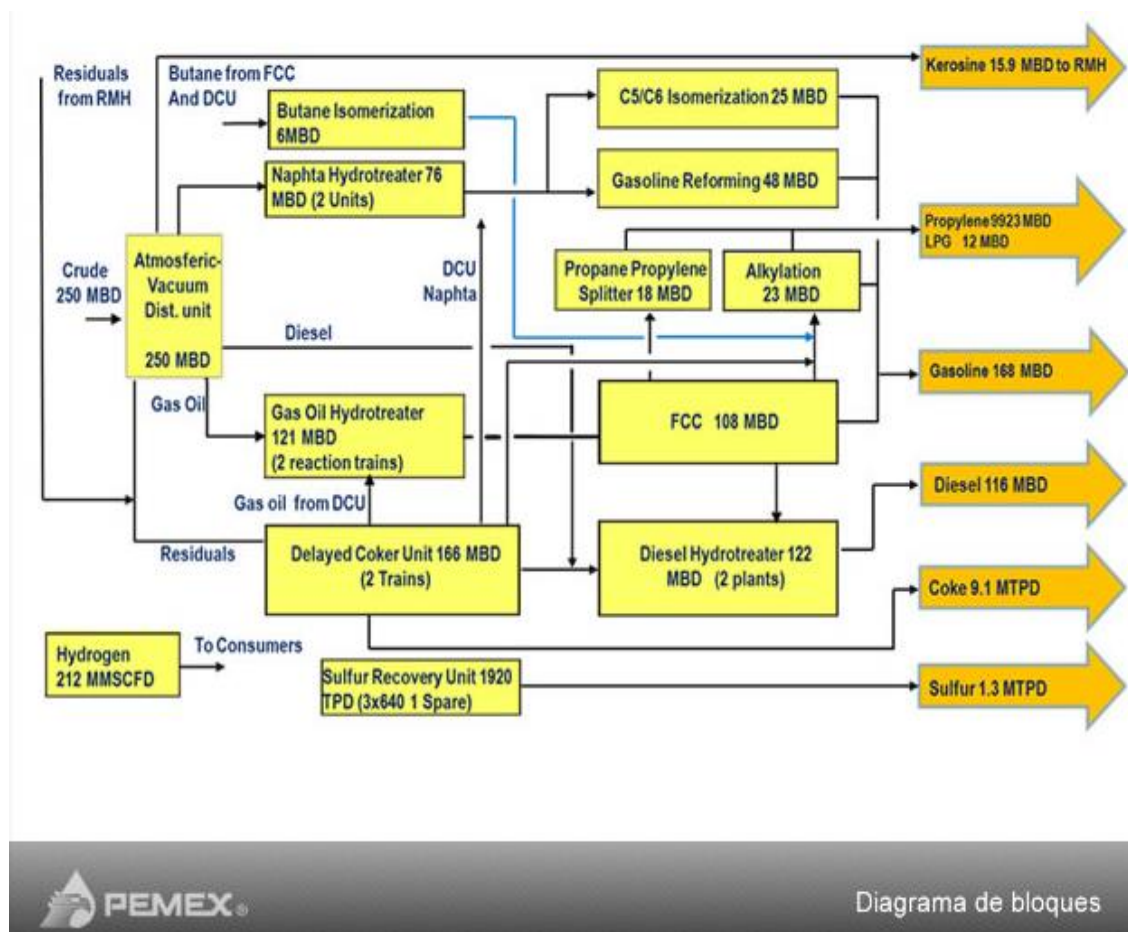 Residuals
from RMH
Butane from FCC
And DCU
Kerosine 15.9 MBD to RMH
Butane Isomerization
6MBD
C5/C6 Isomerization 25 MBD
Naphta Hydrotreater 76
MBD (2 Units)
Gasoline Reforming 48 MBD
Propylene 9923 MBD
LPG 12 MBD
Crude
250 MBD
Atmosferic-
Vacuum
Dist. unit
250 MBD
DCU
Naphta
Propane Propylene
Splitter 18 MBD
Alkylation
23 MBD
Diesel
Gasoline 168 MBD
Gas Oil
Gas Oil Hydrotreater
121 MBD
(2 reaction trains)
FCC 108 MBD
Gas oil from DCU
Diesel 116 MBD
Residuals
Delayed Coker Unit 166 MBD
(2 Trains)
Diesel Hydrotreater 122
MBD (2 plants)
Coke 9.1 MTPD
Hydrogen
212 MMSCFD
To Consumers
Sulfur Recovery Unit 1920
TPD (3x640 1 Spare)
Sulfur 1.3 MTPD
PEMEX®
Diagrama de bloques